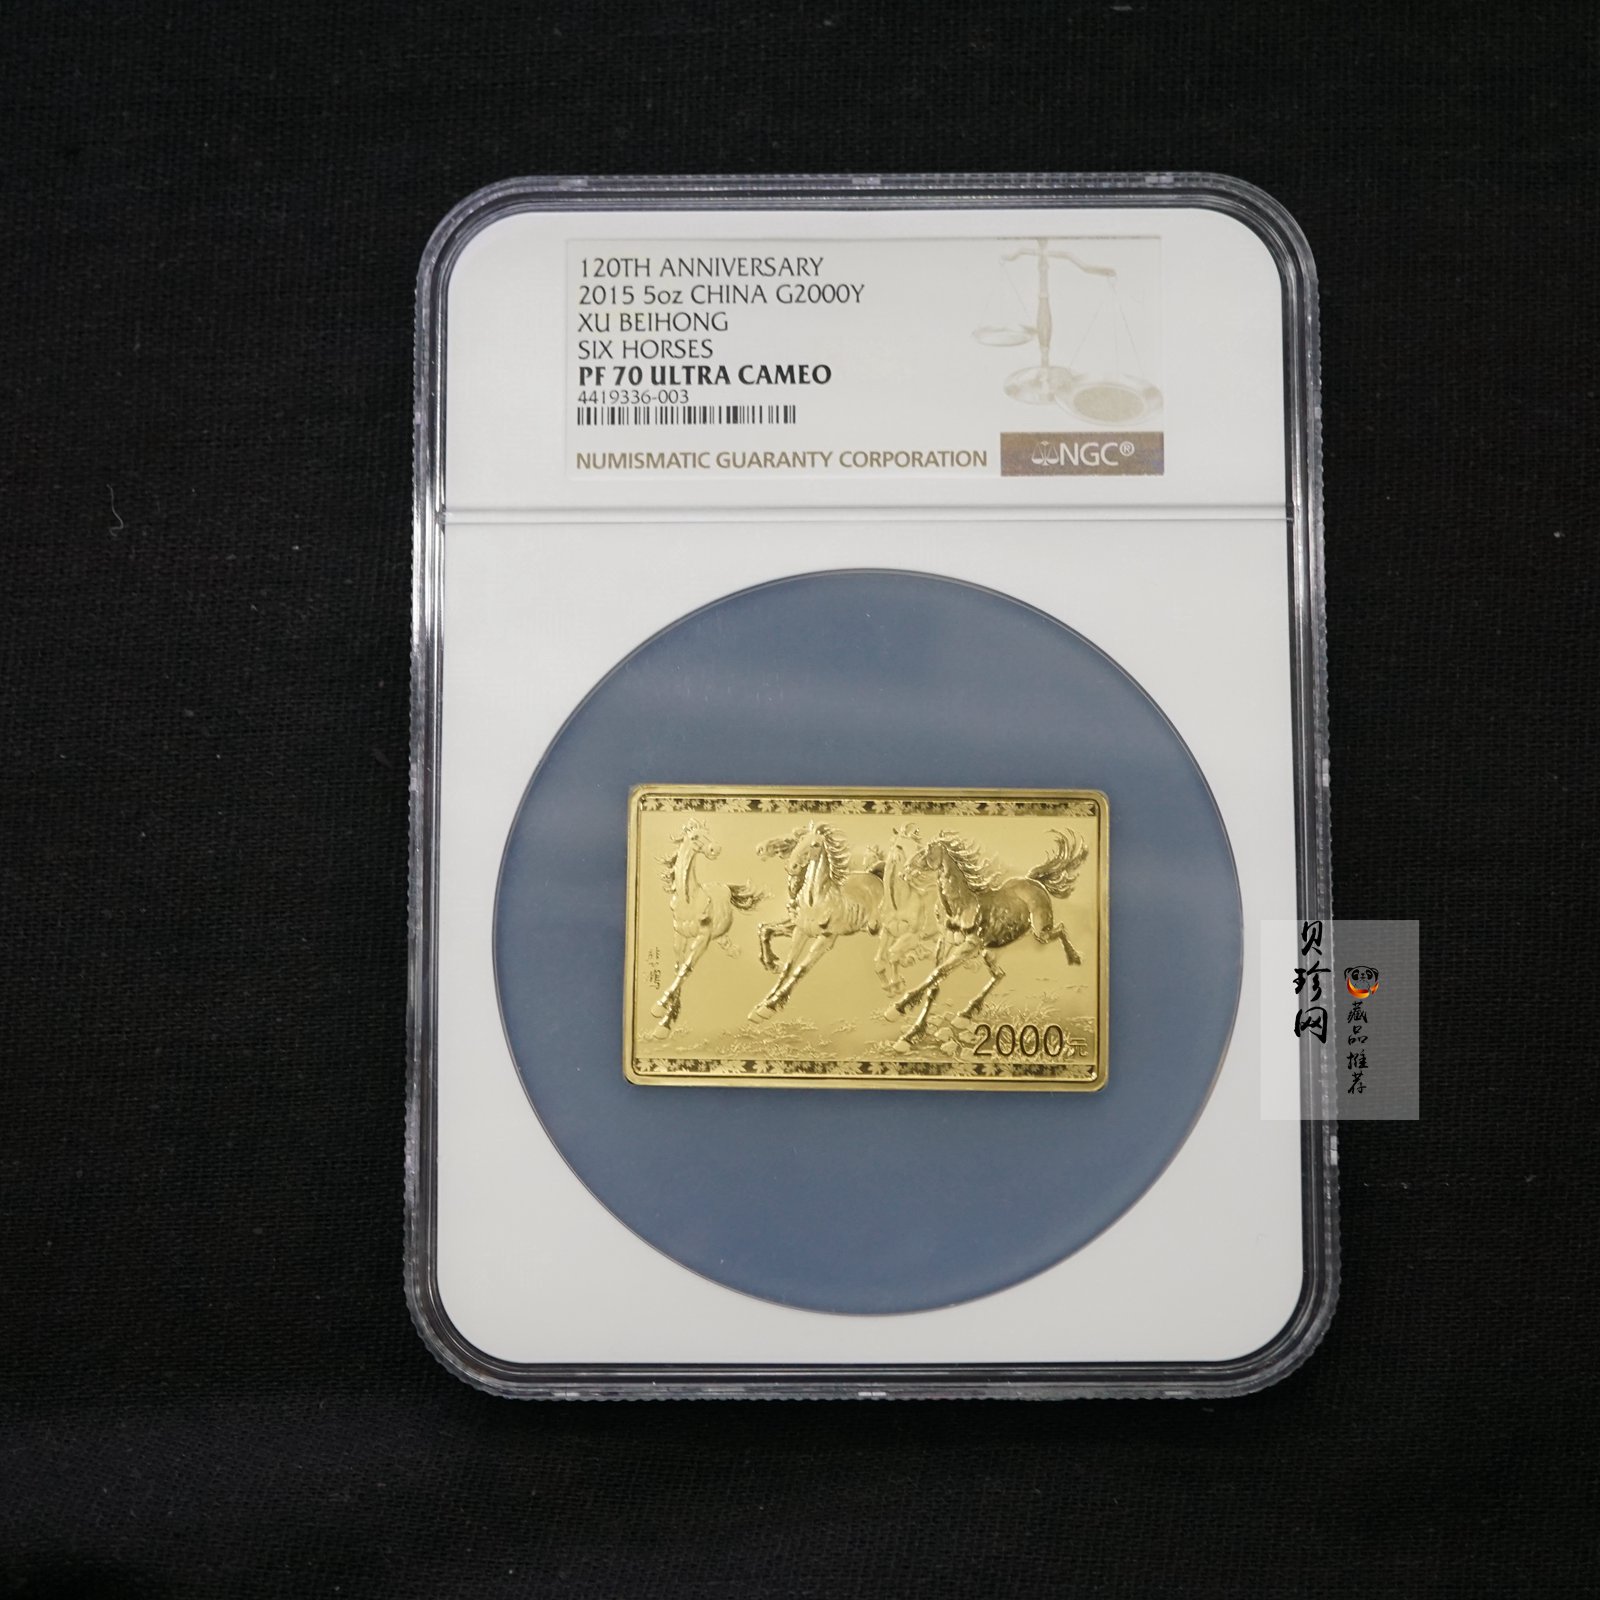 120TH ANNIVERSARY
2015 5oz CHINA G2000Y
XU BEIHONG
SIX HORSES
PF 70 ULTRA CAMEO
4419336-003
NUMISMATIC GUARANTY CORPORATION
NGC®
2000元
贝珍网
藏品推荐